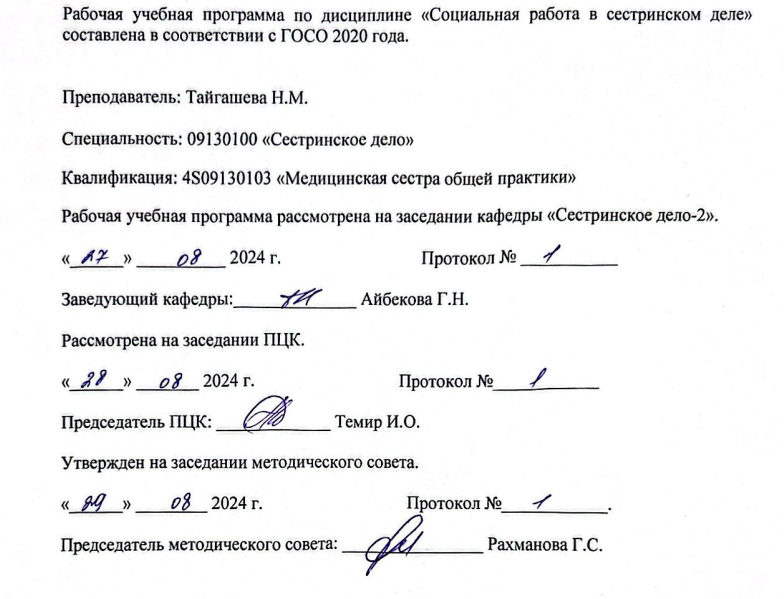 Рабочая учебная программа по дисциплине «Социальная работа в сестринском деле»
составлена в соответствии с ГОСО 2020 года.
Преподаватель: Тайгашева Н.М.
Специальность: 09130100 «Сестринское дело»
Квалификация: 4S09130103 «Медицинская сестра общей практики»
Рабочая учебная программа рассмотрена на заседании кафедры «Сестринское дело-2».
« 27 » 08 2024 г. Протокол № 1
Заведующий кафедры: Айбекова Г.Н.
Рассмотрена на заседании ПЦК.
« 28 » 08 2024 г. Протокол № 1
Председатель ПЦК: Темир И.О.
Утвержден на заседании методического совета.
« 29 » 08 2024 г. Протокол № 1.
Председатель методического совета: Рахманова Г.С.